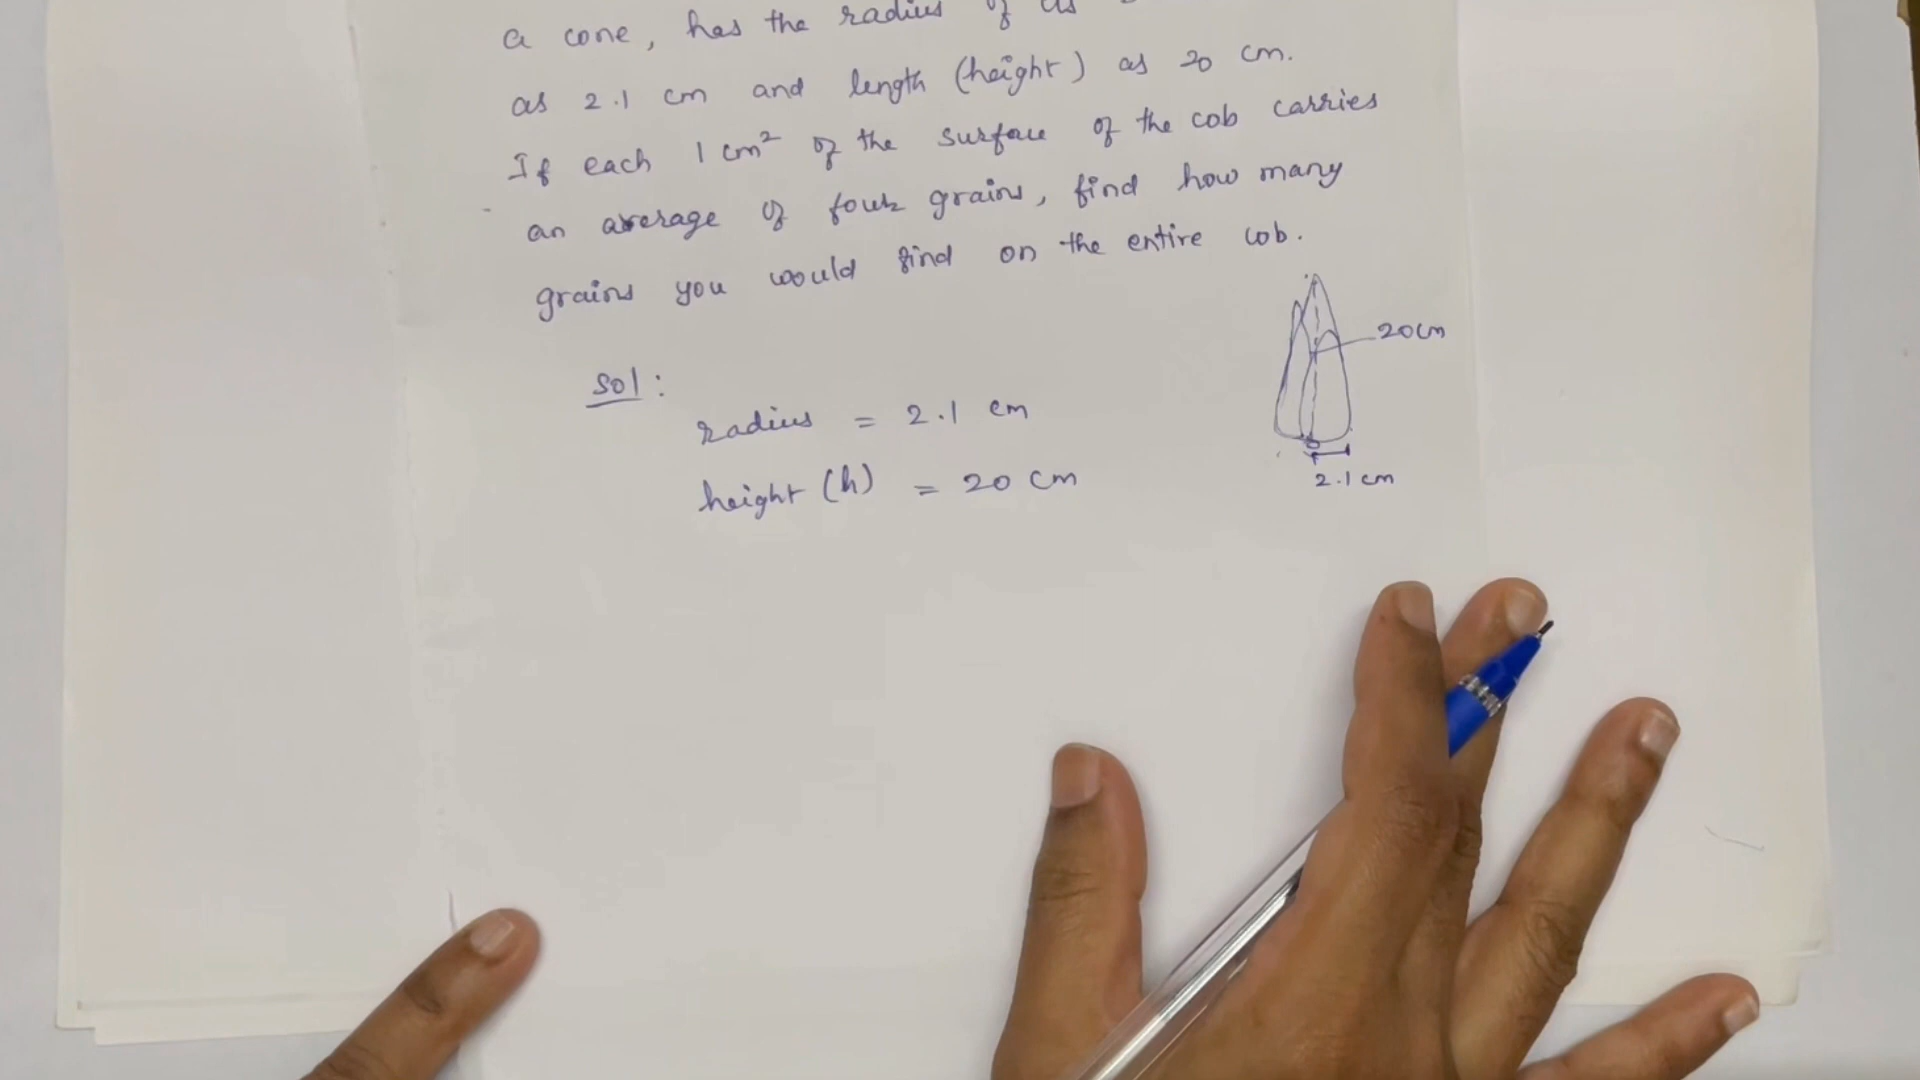 a cone, has the radius of as
as 2.1 cm and length (height) as 20 cm.
If each 1 cm² of the surface of the cob carries
an average of four grains, find how many
grains you would find on the entire cob.
20cm
Sol:
radius = 2.1 cm
height (h) = 20 cm
2.1 cm